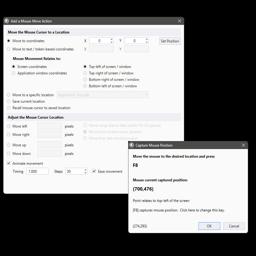 Add a Mouse Move Action
Move the Mouse Cursor to a Location
Move to coordinates X 0 Y 0 Set Position
Move to text / token-based coordinates X Y
Mouse Movement Relates to:
Screen coordinates
Application window coordinates
Top left of screen / window
Top right of screen / window
Bottom right of screen / window
Bottom left of screen / window
Move to a specific location
Save current location
Recall mouse cursor to saved location
Adjust the Mouse Cursor Location
Move left pixels
Move right pixels
Move up pixels
Move down pixels
Animate movement
Timing 1.000 Steps 20 Ease movement
Capture Mouse Position
Move the mouse to the desired location and press
F8
Mouse current captured position:
(700,476)
Point relates to top left of the screen
(F8) captures mouse position. Click here to change this key.
(274,293)
OK Cancel